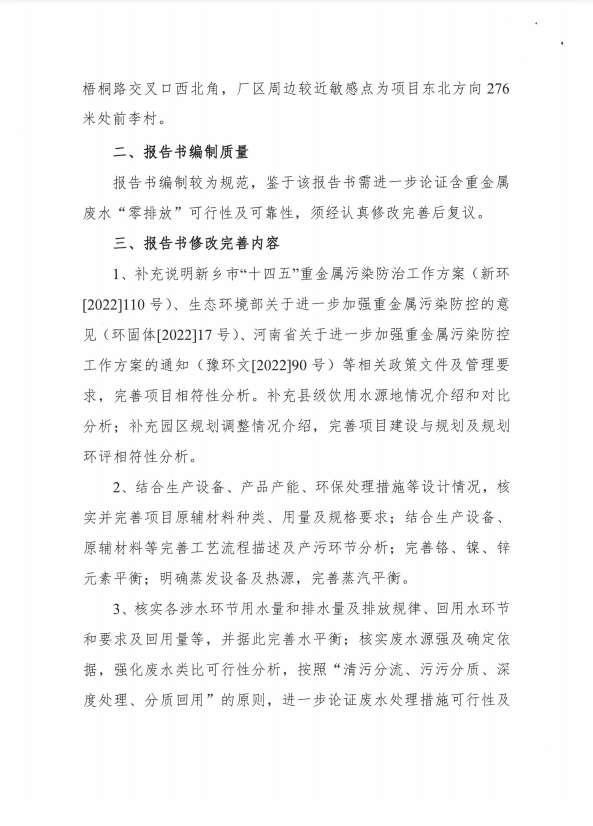 梧桐路交叉口西北角，厂区周边较近敏感点为项目东北方向 276
米处前李村。
二、报告书编制质量
报告书编制较为规范，鉴于该报告书需进一步论证含重金属
废水“零排放”可行性及可靠性，须经认真修改完善后复议。
三、报告书修改完善内容
1、补充说明新乡市“十四五”重金属污染防治工作方案（新环
[2022]110 号）、生态环境部关于进一步加强重金属污染防控的意
见（环固体[2022]17 号）、河南省关于进一步加强重金属污染防控
工作方案的通知（豫环文[2022]90 号）等相关政策文件及管理要
求，完善项目相符性分析。补充县级饮用水源地情况介绍和对比
分析；补充园区规划调整情况介绍，完善项目建设与规划及规划
环评相符性分析。
2、结合生产设备、产品产能、环保处理措施等设计情况，核
实并完善项目原辅材料种类、用量及规格要求；结合生产设备、
原辅材料等完善工艺流程描述及产污环节分析；完善铬、镍、锌
元素平衡；明确蒸发设备及热源，完善蒸汽平衡。
3、核实各涉水环节用水量和排水量及排放规律、回用水环节
和要求及回用量等，并据此完善水平衡；核实废水源强及确定依
据，强化废水类比可行性分析，按照“清污分流、污污分质、深
度处理、分质回用”的原则，进一步论证废水处理措施可行性及